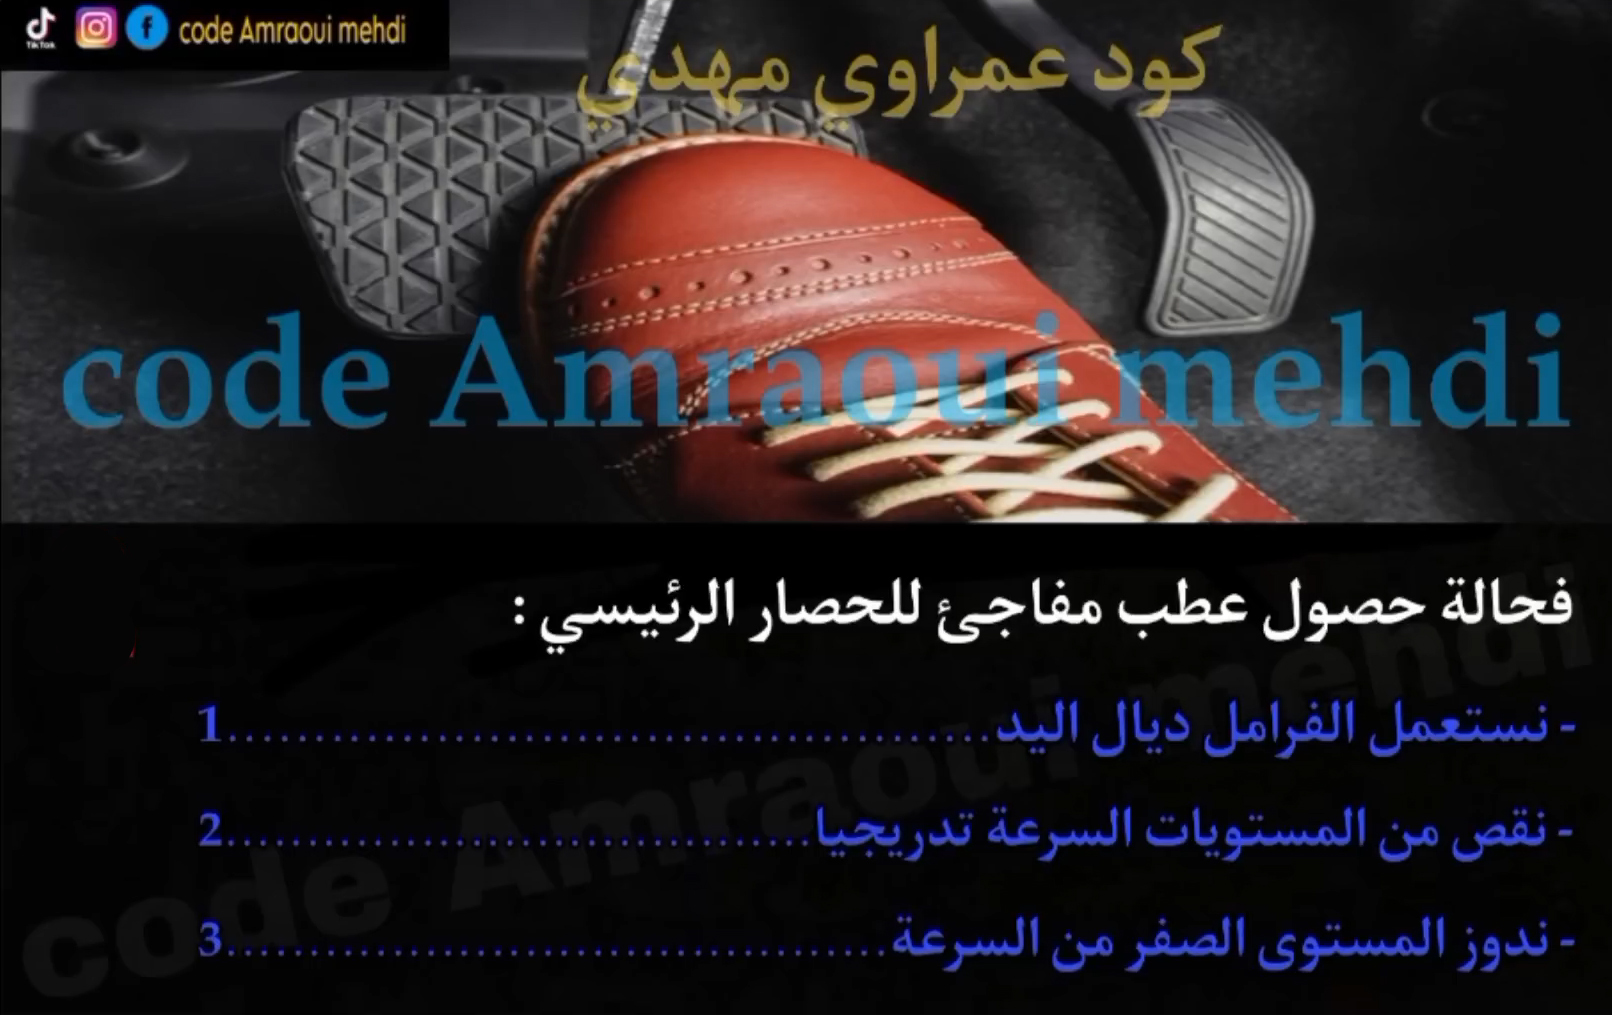 TikTok
code Amraoui mehdi
كود عمراوي مهدي
code Amraoui mehdi
فحالة حصول عطب مفاجئ للحصار الرئيسي :
- نستعمل الفرامل ديال اليد......................................1
- نقص من المستويات السرعة تدريجيا..............................2
- ندوز المستوى الصفر من السرعة..................................3
code Amraoui mehdi